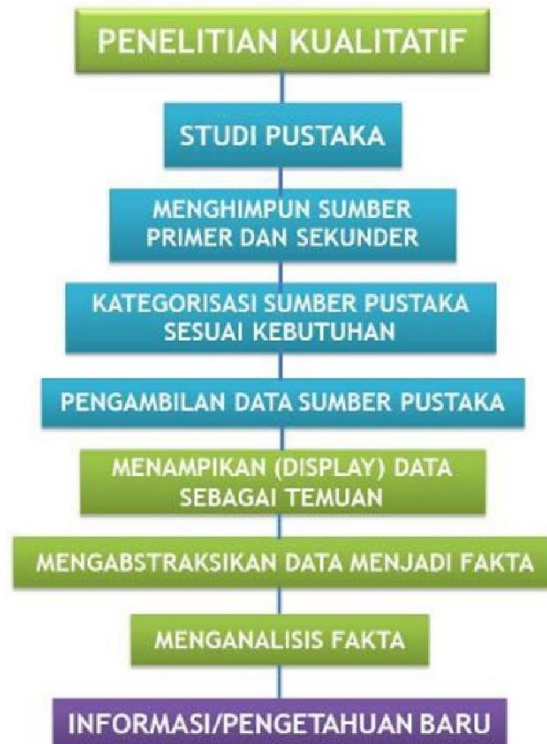 PENELITIAN KUALITATIF
STUDI PUSTAKA
MENGHIMPUN SUMBER
PRIMER DAN SEKUNDER
KATEGORISASI SUMBER PUSTAKA
SESUAI KEBUTUHAN
PENGAMBILAN DATA SUMBER PUSTAKA
MENAMPIKAN (DISPLAY) DATA
SEBAGAI TEMUAN
MENGABSTRAKSIKAN DATA MENJADI FAKTA
MENGANALISIS FAKTA
INFORMASI/PENGETAHUAN BARU